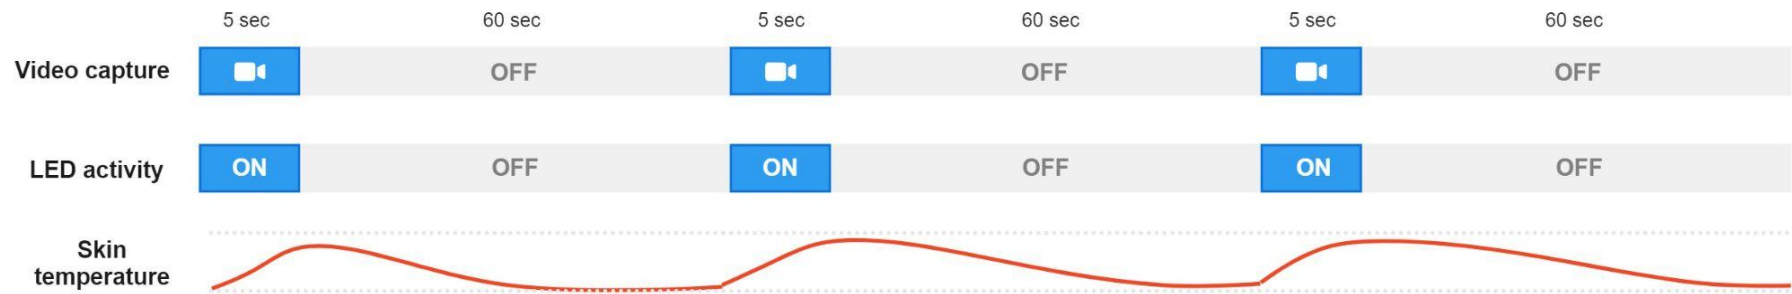 5 sec 60 sec 5 sec 60 sec 5 sec 60 sec
Video capture OFF OFF OFF
LED activity ON OFF ON OFF ON OFF
Skin
temperature